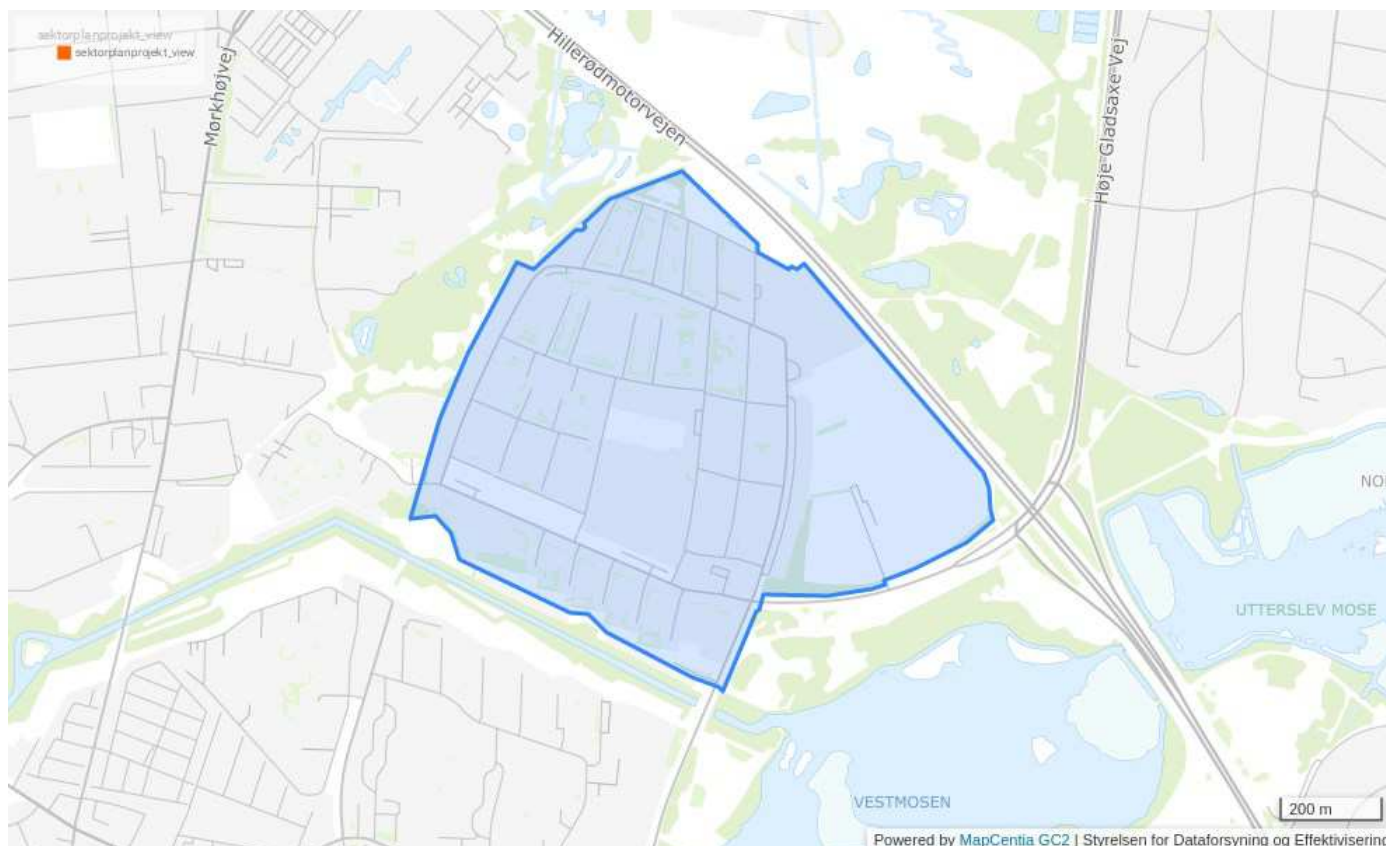 sektorplanprojekt_view
sektorplanprojekt_view
Mørkhøjvej
Hillerødmotorvejen
Høje-Gladsaxe-Vej
NO
UTTERSLEV MOSE
VESTMOSEN
200 m
Powered by MapCentia GC2 | Styrelsen for Dataforsyning og Effektivisering